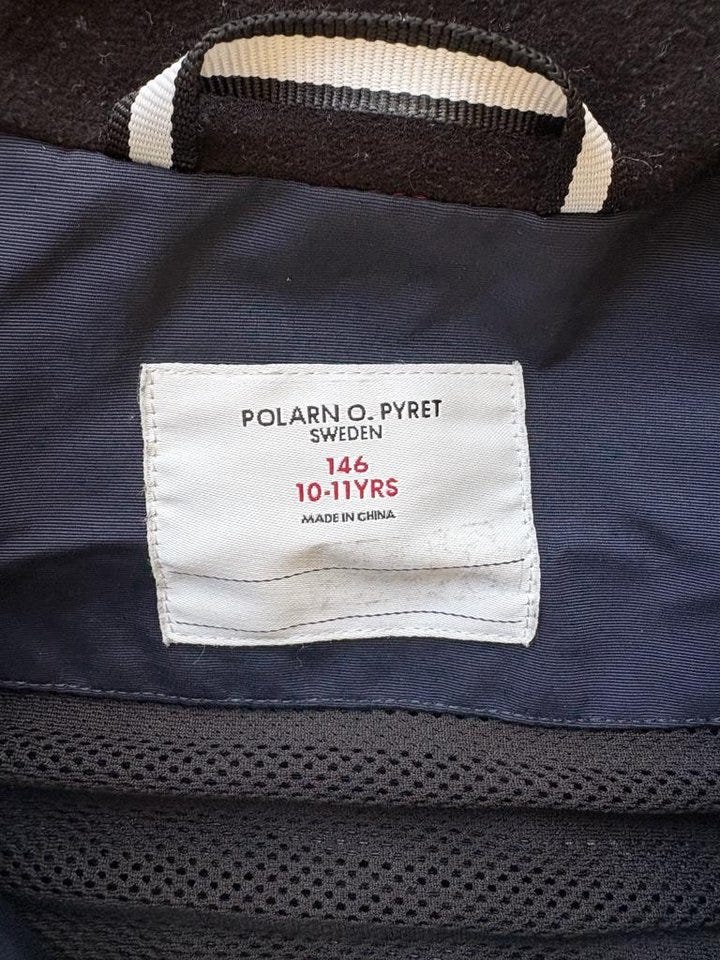 POLARN O. PYRET
SWEDEN
146
10-11YRS
MADE IN CHINA